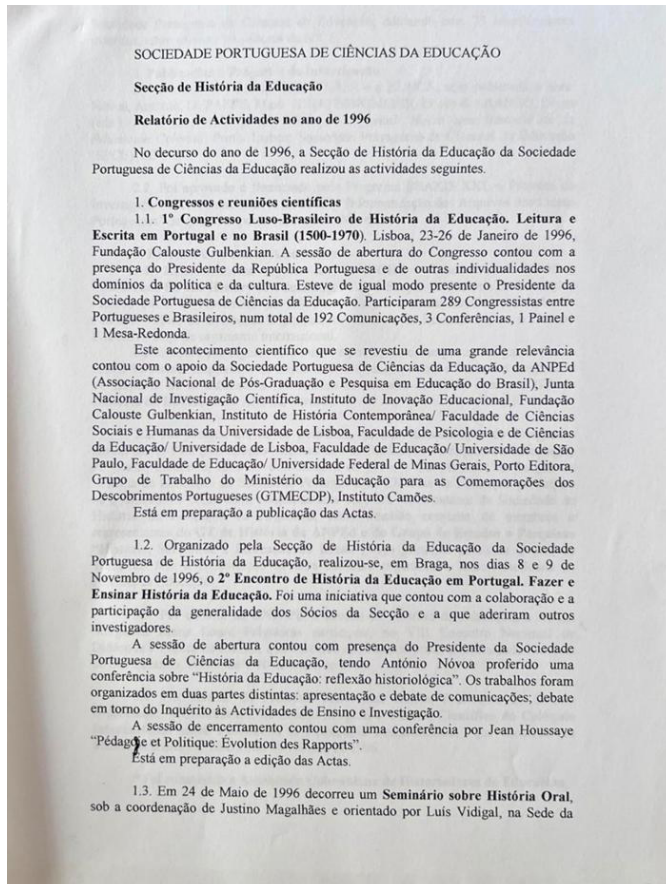 SOCIEDADE PORTUGUESA DE CIÊNCIAS DA EDUCAÇÃO
Secção de História da Educação
Relatório de Actividades no ano de 1996
No decurso do ano de 1996, a Secção de História da Educação da Sociedade
Portuguesa de Ciências da Educação realizou as actividades seguintes.
1. Congressos e reuniões científicas
1.1. 1º Congresso Luso-Brasileiro de História da Educação. Leitura e
Escrita em Portugal e no Brasil (1500-1970). Lisboa, 23-26 de Janeiro de 1996,
Fundação Calouste Gulbenkian. A sessão de abertura do Congresso contou com a
presença do Presidente da República Portuguesa e de outras individualidades nos
domínios da política e da cultura. Esteve de igual modo presente o Presidente da
Sociedade Portuguesa de Ciências da Educação. Participaram 289 Congressistas entre
Portugueses e Brasileiros, num total de 192 Comunicações, 3 Conferências, 1 Painel e
1 Mesa-Redonda.
Este acontecimento científico que se revestiu de uma grande relevância
contou com o apoio da Sociedade Portuguesa de Ciências da Educação, da ANPEd
(Associação Nacional de Pós-Graduação e Pesquisa em Educação do Brasil), Junta
Nacional de Investigação Científica, Instituto de Inovação Educacional, Fundação
Calouste Gulbenkian, Instituto de História Contemporânea/ Faculdade de Ciências
Sociais e Humanas da Universidade de Lisboa, Faculdade de Psicologia e de Ciências
da Educação/ Universidade de Lisboa, Faculdade de Educação/ Universidade de São
Paulo, Faculdade de Educação/ Universidade Federal de Minas Gerais, Porto Editora,
Grupo de Trabalho do Ministério da Educação para as Comemorações dos
Descobrimentos Portugueses (GTMECDP), Instituto Camões.
Está em preparação a publicação das Actas.
1.2. Organizado pela Secção de História da Educação da Sociedade
Portuguesa de História da Educação, realizou-se, em Braga, nos dias 8 e 9 de
Novembro de 1996, o 2º Encontro de História da Educação em Portugal. Fazer e
Ensinar História da Educação. Foi uma iniciativa que contou com a colaboração e a
participação da generalidade dos Sócios da Secção e a que aderiram outros
investigadores.
A sessão de abertura contou com presença do Presidente da Sociedade
Portuguesa de Ciências da Educação, tendo António Nóvoa proferido uma
conferência sobre “História da Educação: reflexão historiológica”. Os trabalhos foram
organizados em duas partes distintas: apresentação e debate de comunicações; debate
em torno do Inquérito ás Actividades de Ensino e Investigação.
A sessão de encerramento contou com uma conferência por Jean Houssaye
“Pédagogie et Politique: Évolution des Rapports”.
Está em preparação a edição das Actas.
1.3. Em 24 de Maio de 1996 decorreu um Seminário sobre História Oral,
sob a coordenação de Justino Magalhães e orientado por Luís Vidigal, na Sede da